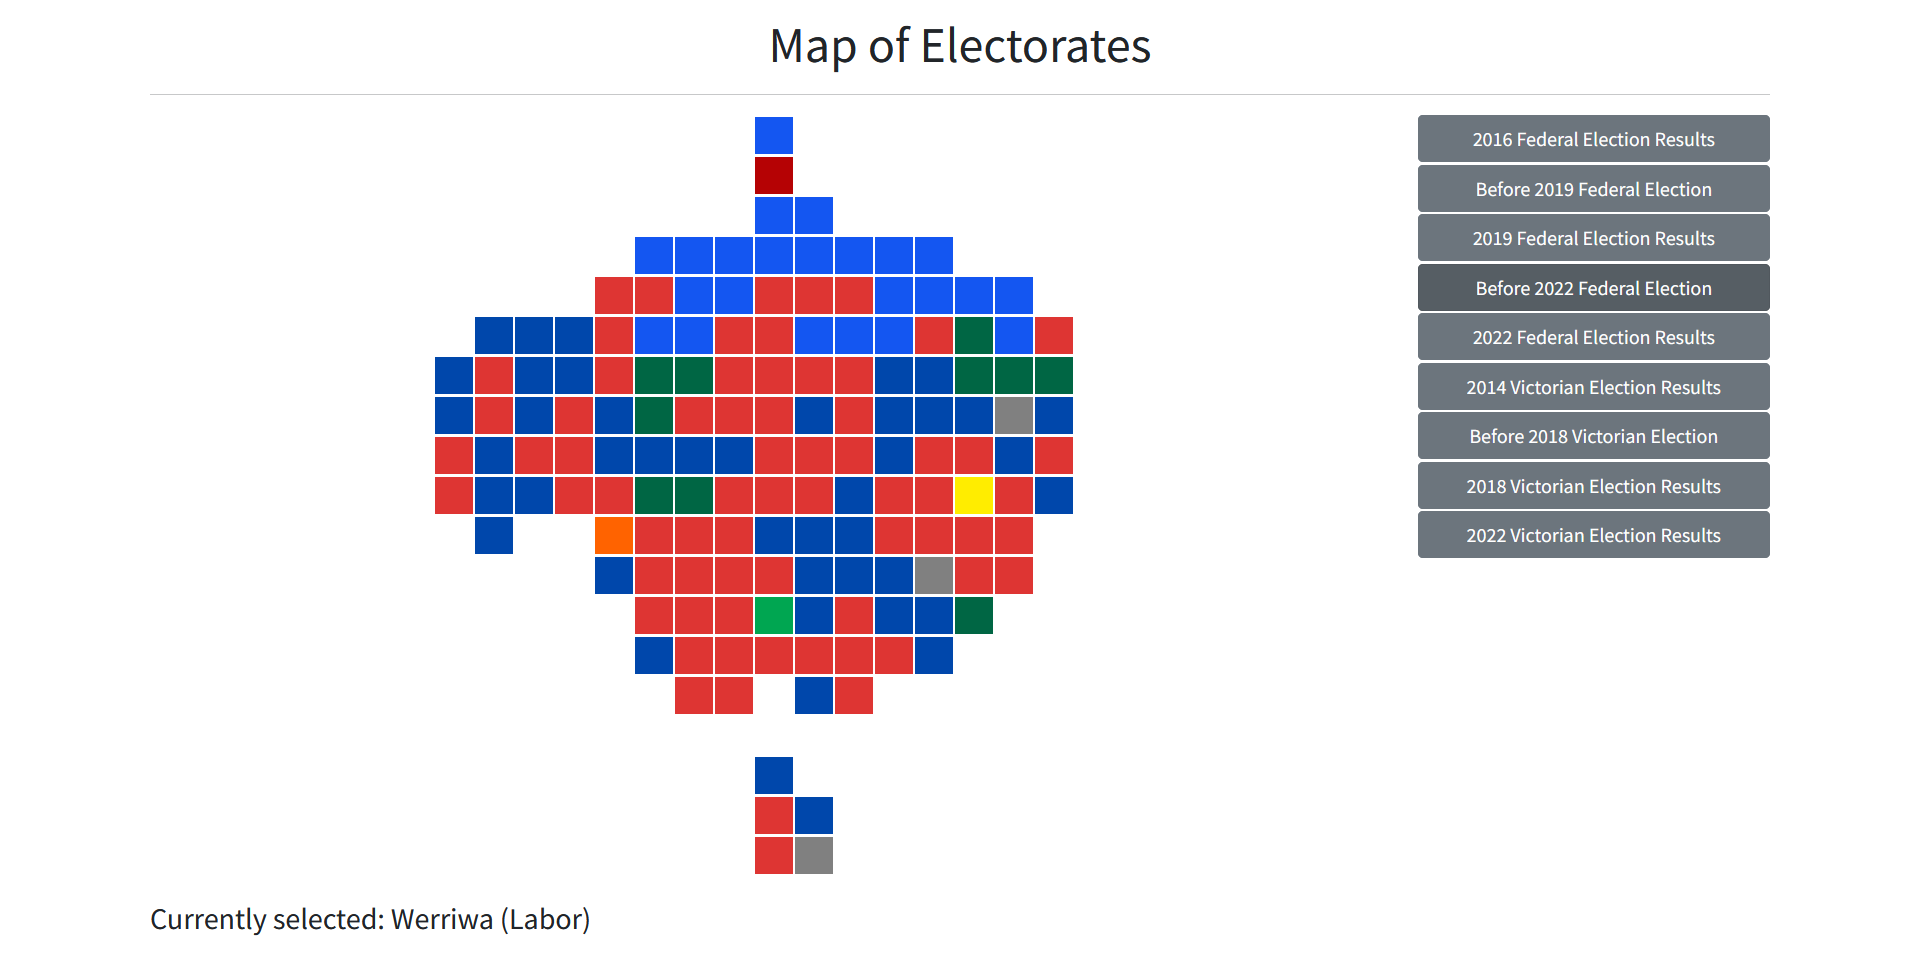 Map of Electorates
2016 Federal Election Results
Before 2019 Federal Election
2019 Federal Election Results
Before 2022 Federal Election
2022 Federal Election Results
2014 Victorian Election Results
Before 2018 Victorian Election
2018 Victorian Election Results
2022 Victorian Election Results
Currently selected: Werriwa (Labor)